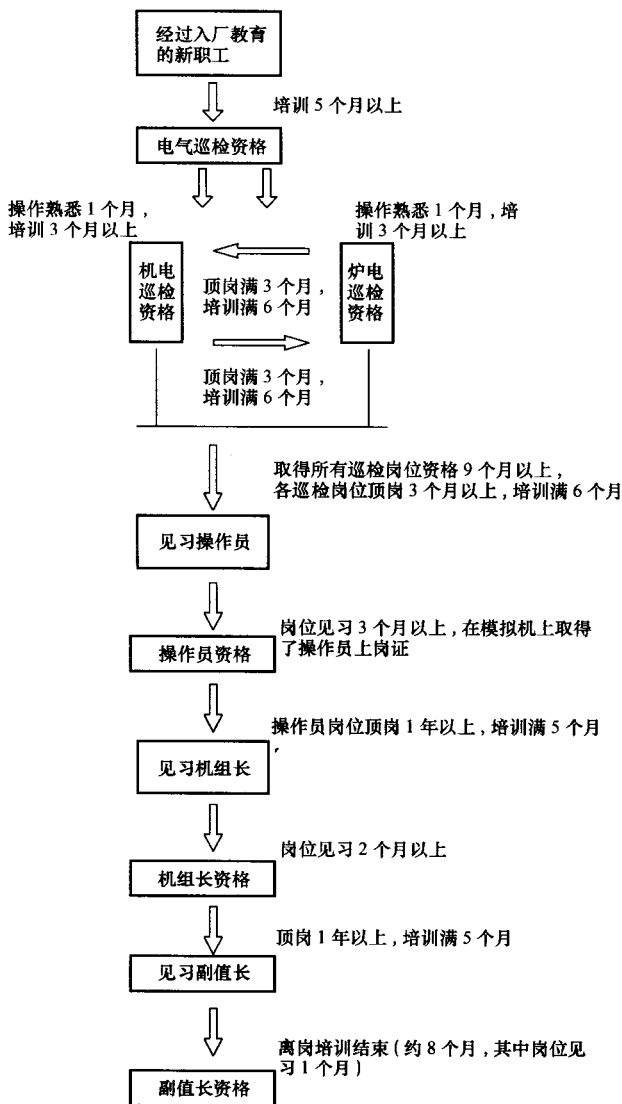 经过入厂教育
的新职工
培训 5 个月以上
电气巡检资格
操作熟悉 1 个月，
培训 3 个月以上
操作熟悉 1 个月，培
训 3 个月以上
机电
巡检
资格
顶岗满 3 个月，
培训满 6 个月
炉电
巡检
资格
顶岗满 3 个月，
培训满 6 个月
取得所有巡检岗位资格 9 个月以上，
各巡检岗位顶岗 3 个月以上，培训满 6 个月
见习操作员
岗位见习 3 个月以上，在模拟机上取得
了操作员上岗证
操作员资格
操作员岗位顶岗 1 年以上，培训满 5 个月
见习机组长
岗位见习 2 个月以上
机组长资格
顶岗 1 年以上，培训满 5 个月
见习副值长
离岗培训结束（约 8 个月，其中岗位见
习 1 个月）
副值长资格